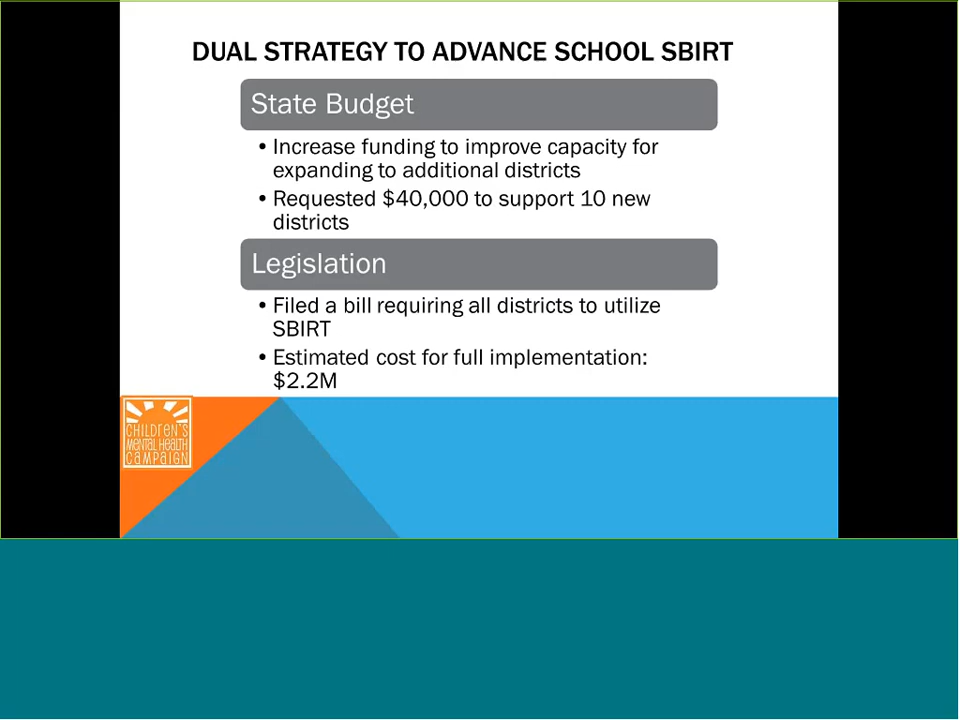 DUAL STRATEGY TO ADVANCE SCHOOL SBIRT
State Budget
• Increase funding to improve capacity for
expanding to additional districts
• Requested $40,000 to support 10 new
districts
Legislation
• Filed a bill requiring all districts to utilize
SBIRT
• Estimated cost for full implementation:
$2.2M
CHILDREN'S
MENTAL HEALTH
CAMPAIGN